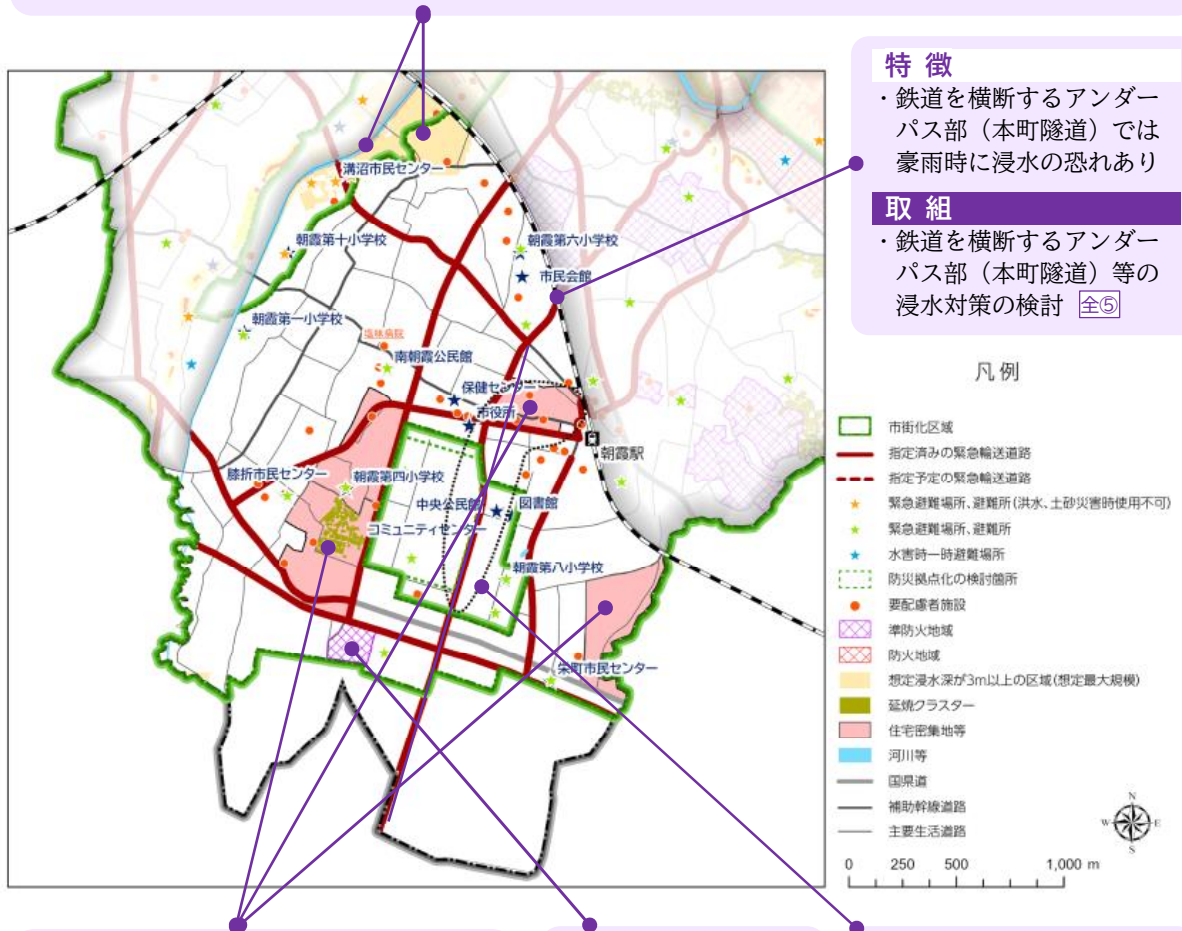 特 徴
・鉄道を横断するアンダー
パス部（本町隧道）では
豪雨時に浸水の恐れあり
取 組
・鉄道を横断するアンダー
パス部（本町隧道）等の
浸水対策の検討 全⑤
溝沼市民センター
朝霞第十小学校
朝霞第六小学校
市民会館
朝霞第一小学校
塩味病院
南朝霞公民館
保健センター
市役所
朝霞駅
膝折市民センター
朝霞第四小学校
中央公民館
図書館
コミュニティセンター
朝霞第八小学校
栄町市民センター
凡例
市街化区域
指定済みの緊急輸送道路
指定予定の緊急輸送道路
緊急避難場所、避難所(洪水、土砂災害時使用不可)
緊急避難場所、避難所
水害時一時避難場所
防災拠点化の検討箇所
要配慮者施設
準防火地域
防火地域
想定浸水深が3m以上の区域(想定最大規模)
延焼クラスター
住宅密集地等
河川等
国県道
補助幹線道路
主要生活道路
N
W E
S
0 250 500 1,000 m